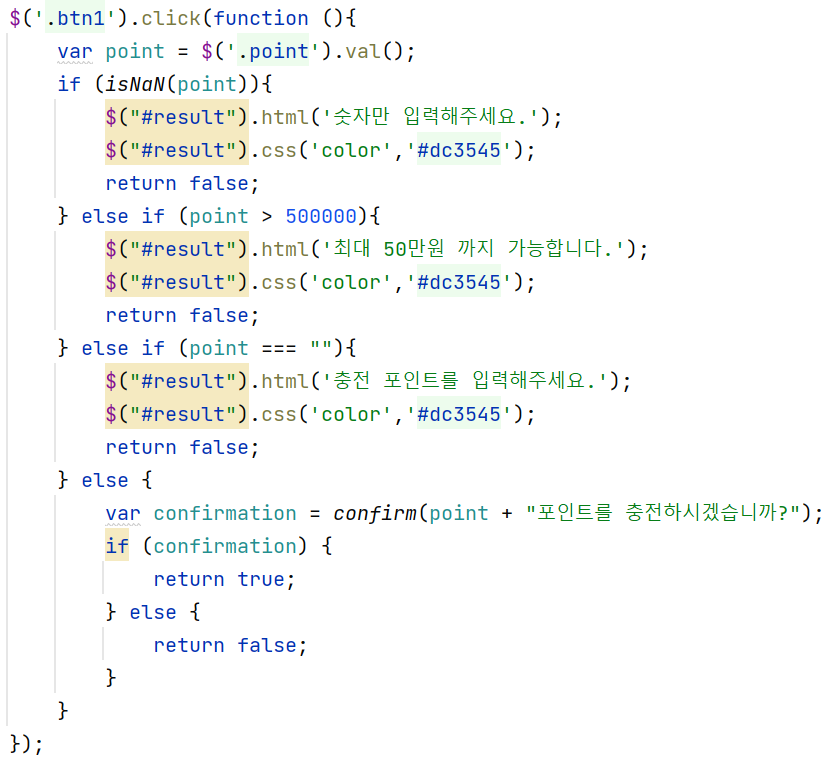 $('.btn1').click(function (){
    var point = $('.point').val();
    if (isNaN(point)){
        $("#result").html('숫자만 입력해주세요.');
        $("#result").css('color','#dc3545');
        return false;
    } else if (point > 500000){
        $("#result").html('최대 50만원 까지 가능합니다.');
        $("#result").css('color','#dc3545');
        return false;
    } else if (point === ""){
        $("#result").html('충전 포인트를 입력해주세요.');
        $("#result").css('color','#dc3545');
        return false;
    } else {
        var confirmation = confirm(point + "포인트를 충전하시겠습니까?");
        if (confirmation) {
            return true;
        } else {
            return false;
        }
    }
});